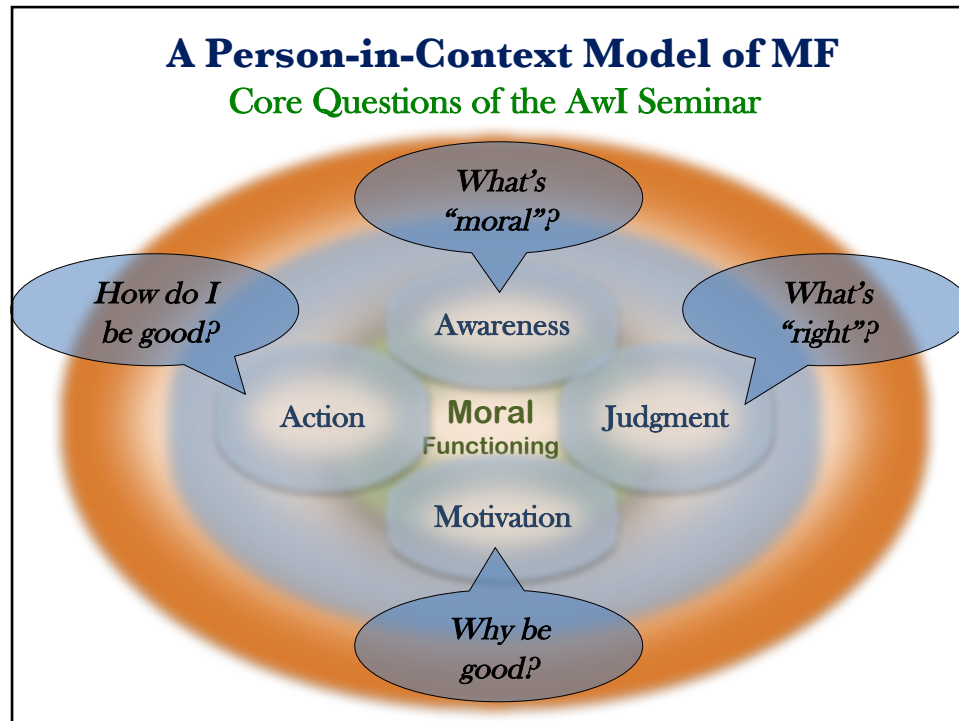 A Person-in-Context Model of MF
Core Questions of the AwI Seminar
What's
"moral"?
How do I
be good?
What's
"right"?
Awareness
Action
Moral
Functioning
Judgment
Motivation
Why be
good?